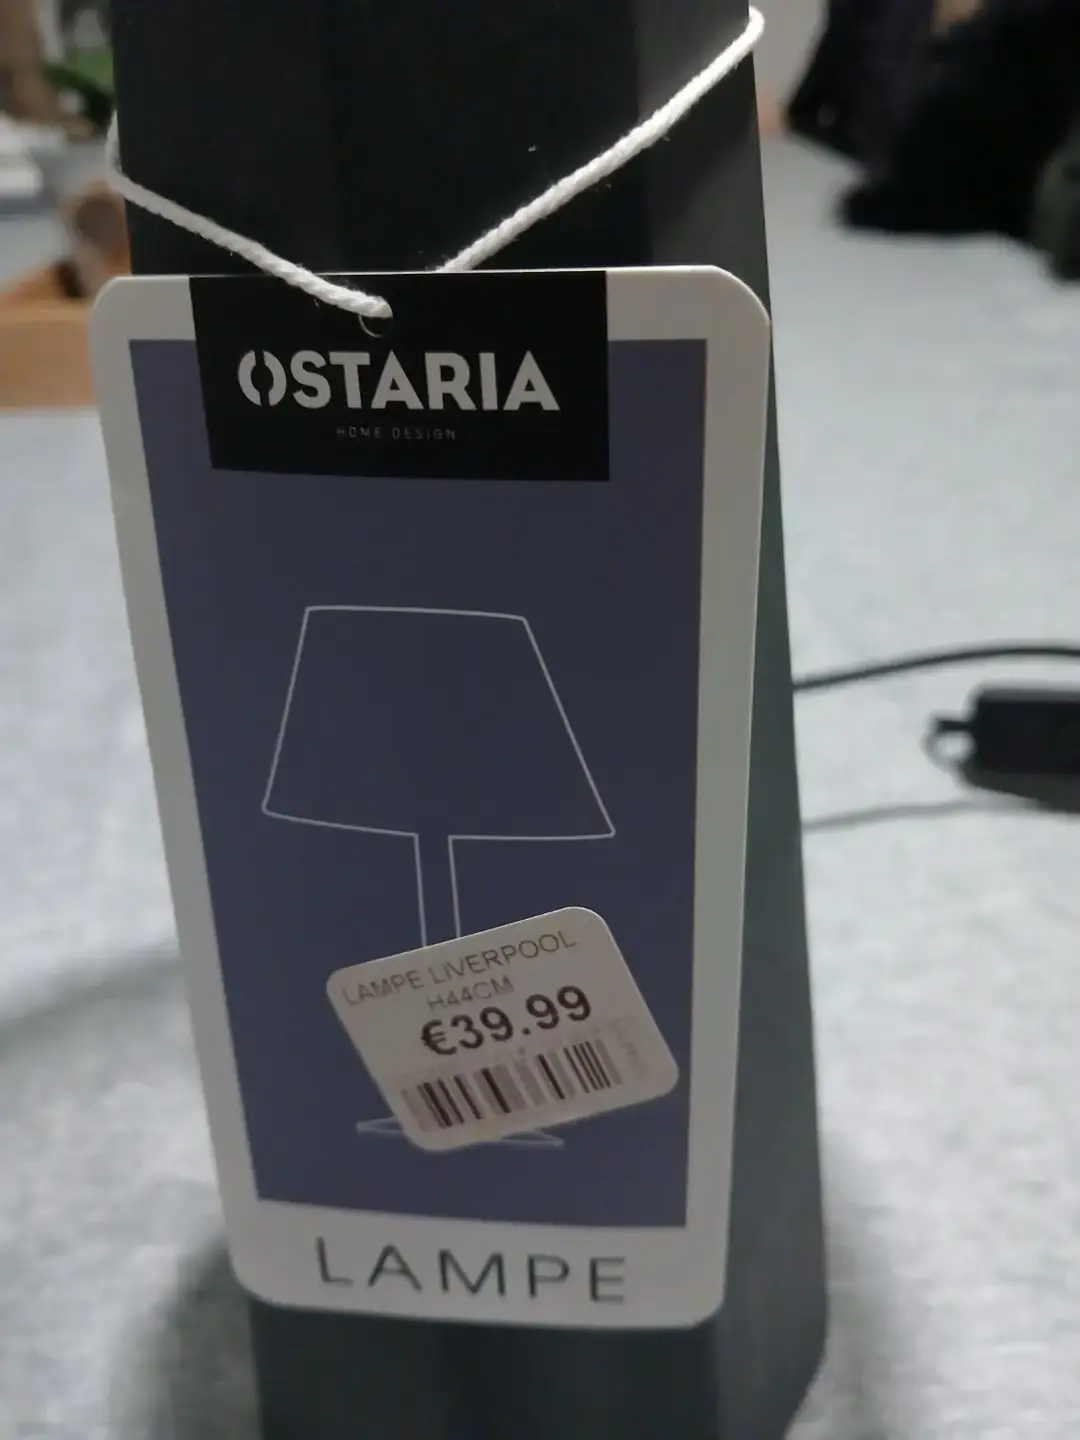 OSTARIA
HOME DESIGN
LAMPE LIVERPOOL
H44CM
€39.99
LAMPE